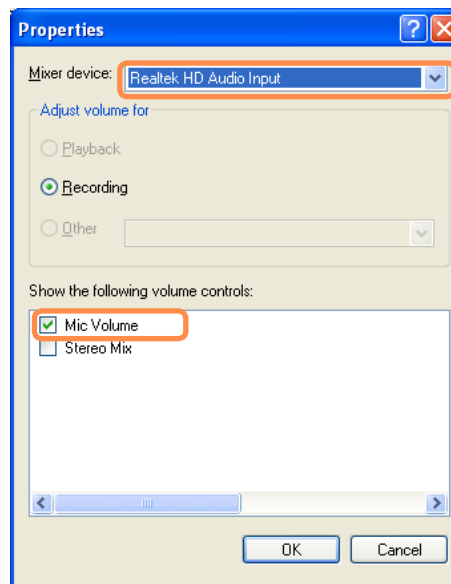 Properties
Mixer device: Realtek HD Audio Input
Adjust volume for
Playback
Recording
Other
Show the following volume controls:
Mic Volume
Stereo Mix
OK Cancel